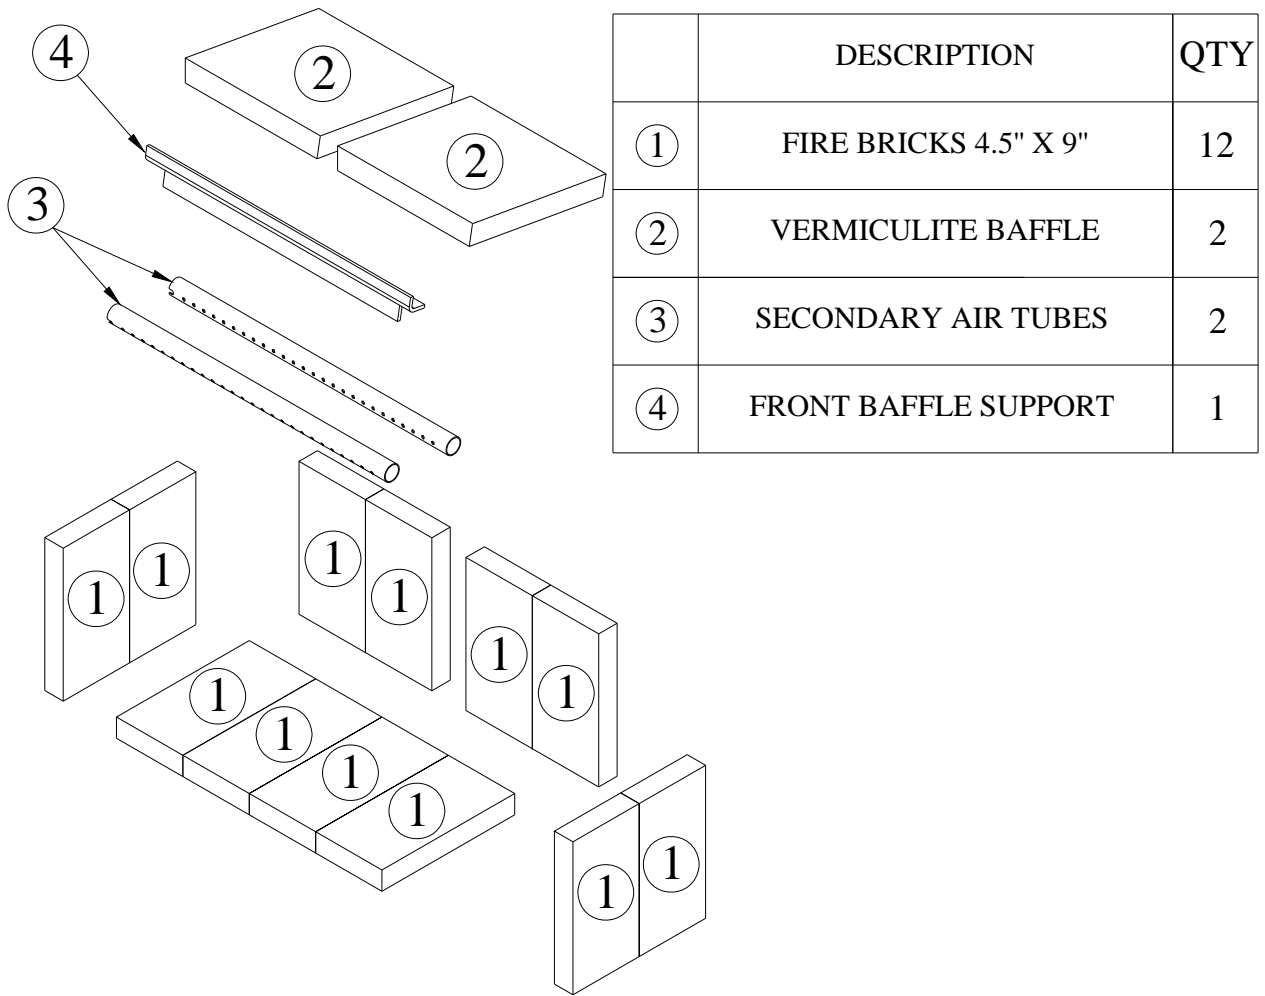 4
2
2
3
DESCRIPTION QTY
1 FIRE BRICKS 4.5" X 9" 12
2 VERMICULITE BAFFLE 2
3 SECONDARY AIR TUBES 2
4 FRONT BAFFLE SUPPORT 1
1 1
1 1
1 1
1 1 1 1
1 1